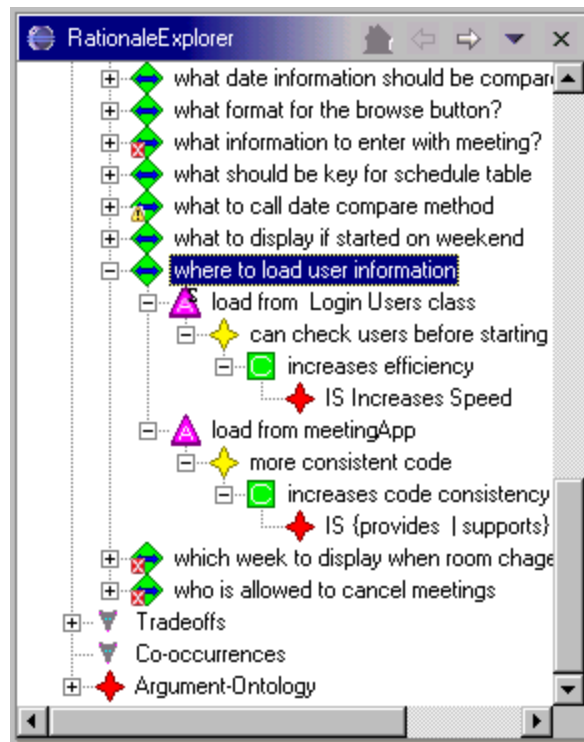 RationaleExplorer
what date information should be compare
what format for the browse button?
what information to enter with meeting?
what should be key for schedule table
what to call date compare method
what to display if started on weekend
where to load user information
A load from Login Users class
can check users before starting
C increases efficiency
IS Increases Speed
A load from meetingApp
more consistent code
C increases code consistency
IS {provides | supports}
which week to display when room chage
who is allowed to cancel meetings
Tradeoffs
Co-occurrences
Argument-Ontology